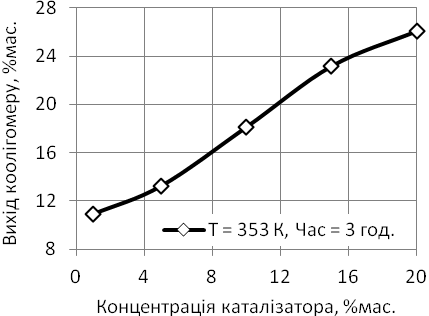 Вихід коолігомеру, %мас.
28
24
20
16
12
8
T = 353 К, Час = 3 год.
0 4 8 12 16 20
Концентрація каталізатора, %мас.